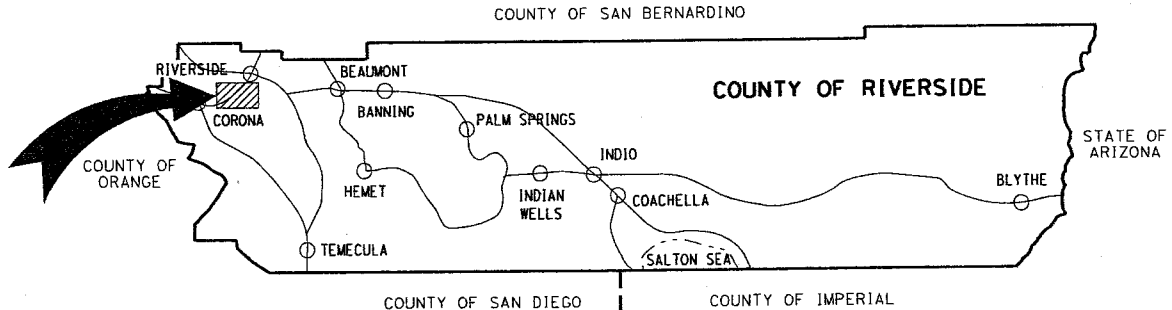 COUNTY OF SAN BERNARDINO
RIVERSIDE
BEAUMONT
COUNTY OF RIVERSIDE
CORONA
BANNING
PALM SPRINGS
STATE OF
ARIZONA
COUNTY OF
ORANGE
INDIO
HEMET
INDIAN
WELLS
COACHELLA
BLYTHE
TEMECULA
SALTON SEA
COUNTY OF SAN DIEGO
COUNTY OF IMPERIAL